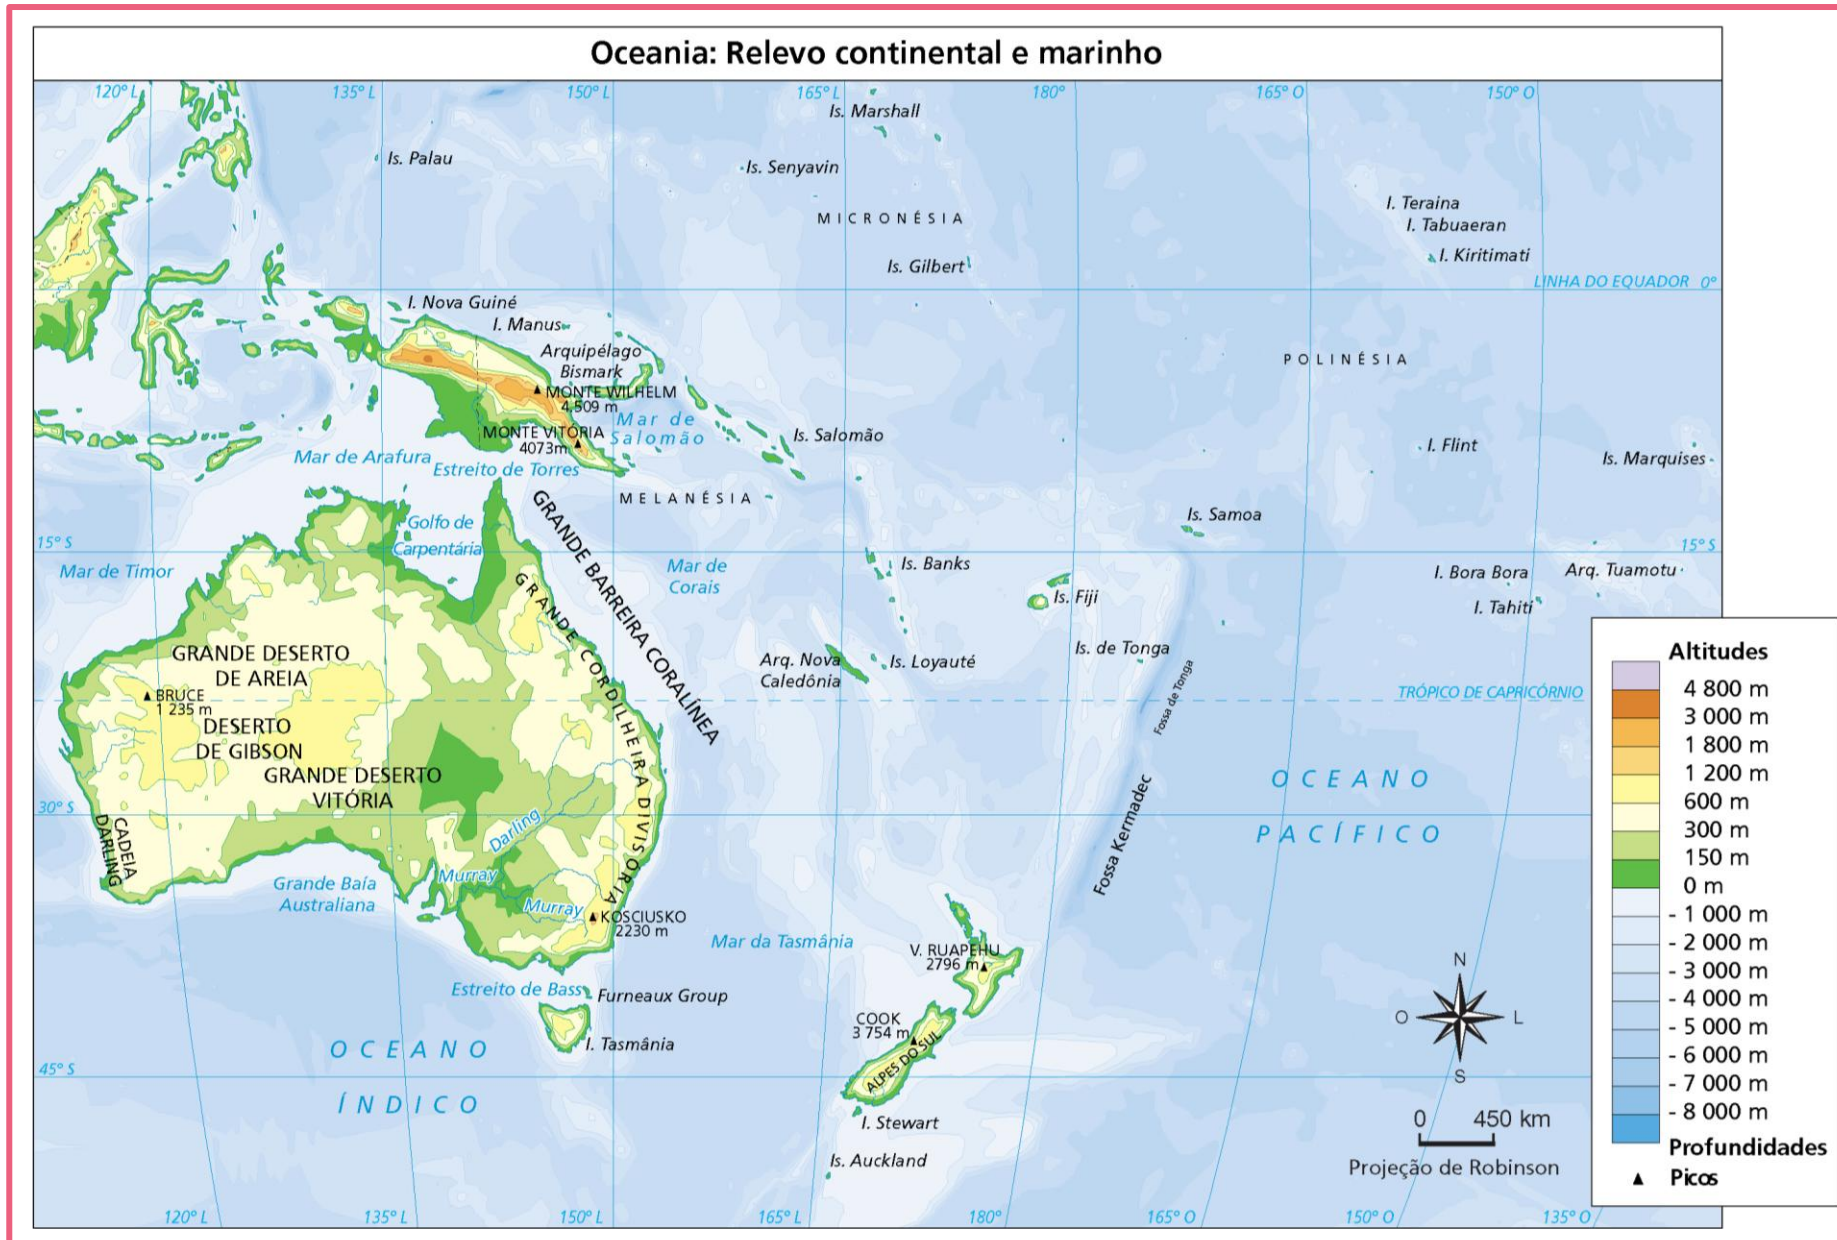 Oceania: Relevo continental e marinho
120° L
135° L
150° L
165° L
180°
165° O
150° O
Is. Marshall
Is. Palau
Is. Senyavin
MICRONÉSIA
I. Teraina
I. Tabuaeran
I. Kiritimati
Is. Gilbert
LINHA DO EQUADOR 0°
I. Nova Guiné
I. Manus
Arquipélago
Bismark
POLINÉSIA
MONTE WILHELM
4.509 m
Mar de
Salomão
MONTE VITÓRIA
4073m
Is. Salomão
I. Flint
Is. Marquises
Mar de Arafura
Estreito de Torres
MELANÉSIA
Golfo de
Carpentária
Is. Samoa
GRANDE BARREIRA CORALÍNEA
15° S
15° S
Mar de Timor
Mar de
Corais
Is. Banks
I. Bora Bora
Arq. Tuamotu
Is. Fiji
I. Tahiti
GRANDE CORDILHEIRA DIVISORIA
GRANDE DESERTO
DE AREIA
Is. de Tonga
Arq. Nova
Caledônia
Is. Loyauté
Fossa de Tonga
TRÓPICO DE CAPRICÓRNIO
BRUCE
1 235 m
DESERTO
DE GIBSON
GRANDE DESERTO
VITÓRIA
OCEANO
PACÍFICO
30° S
CADEIA
DARLING
Darling
Fossa Kermadec
Murray
Grande Baía
Australiana
Murray
KOSCIUSKO
2230 m
Mar da Tasmânia
V. RUAPEHU
2796 m
Estreito de Bass
Furneaux Group
COOK
3 754 m
I. Tasmânia
ALPES DO SUL
OCEANO
ÍNDICO
45° S
I. Stewart
Is. Auckland
120° L
135° L
150° L
165° L
180°
165° O
150° O
135° O
N
O
L
S
0 450 km
Projeção de Robinson
Altitudes
4 800 m
3 000 m
1 800 m
1 200 m
600 m
300 m
150 m
0 m
- 1 000 m
- 2 000 m
- 3 000 m
- 4 000 m
- 5 000 m
- 6 000 m
- 7 000 m
- 8 000 m
Profundidades
Picos